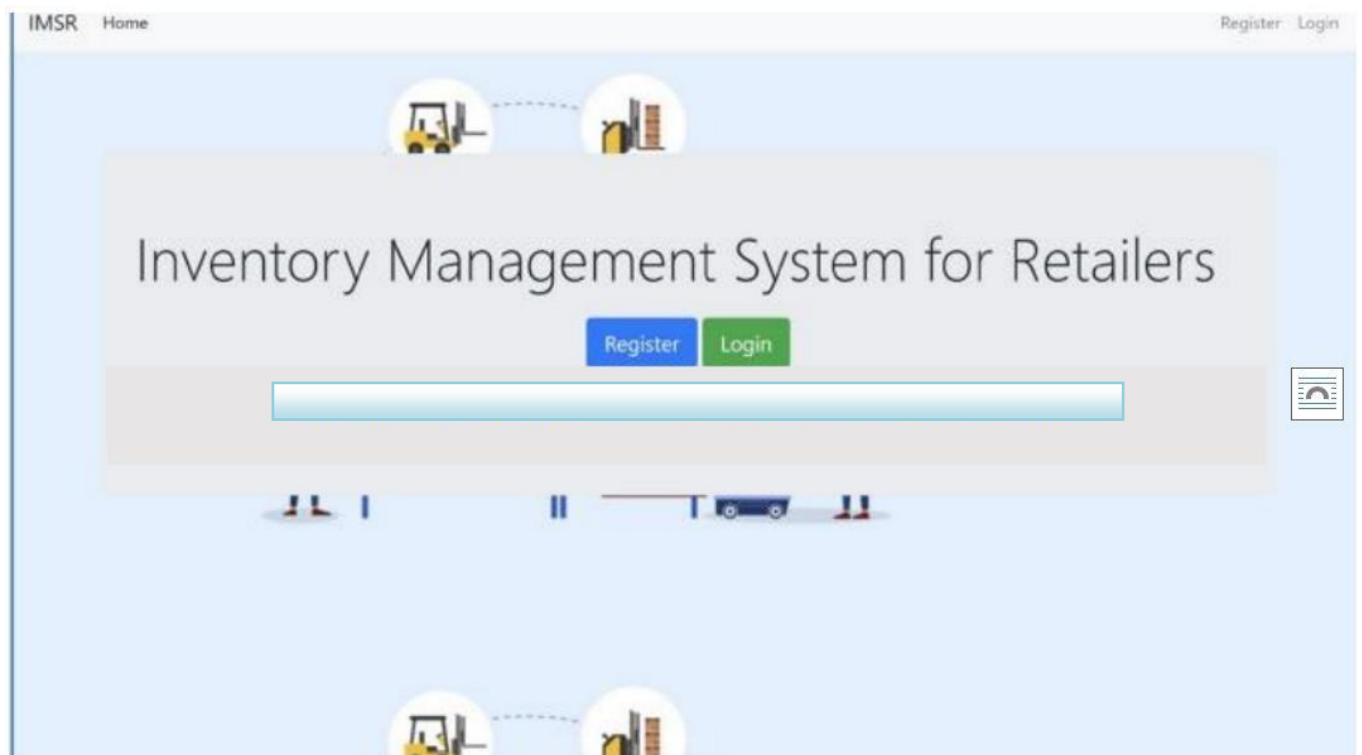 IMSR Home Register Login
Inventory Management System for Retailers
Register Login